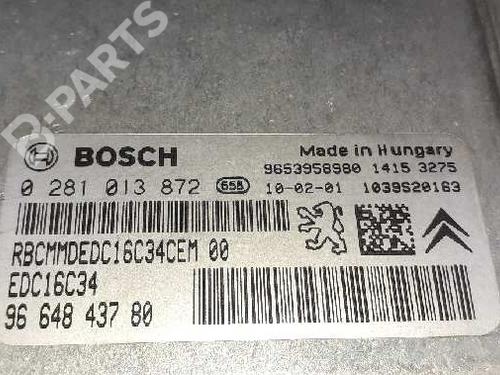 B-PARTS
BOSCH
Made in Hungary
9653958980 1415 3275
0 281 013 872 658 10-02-01 1039S20163
RBCMMDEDC16C34CEM 00
EDC16C34
96 648 437 80